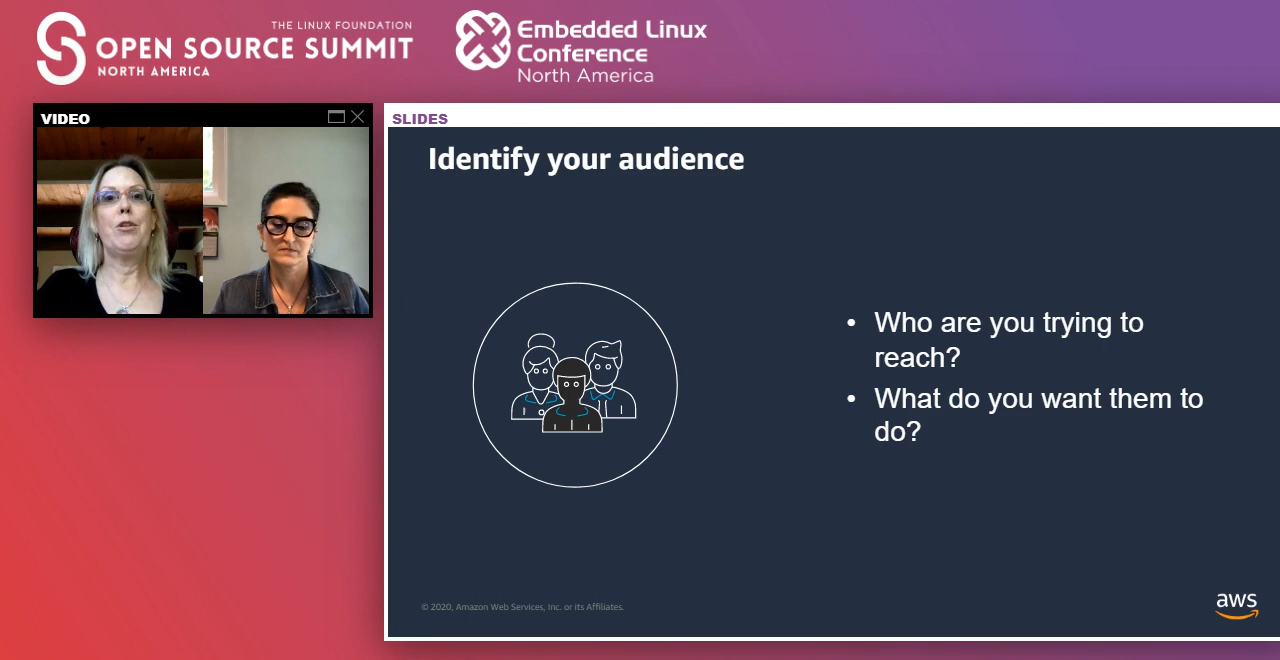 THE LINUX FOUNDATION
OPEN SOURCE SUMMIT
NORTH AMERICA
Embedded Linux
Conference
North America
VIDEO
SLIDES
Identify your audience
• Who are you trying to
reach?
• What do you want them to
do?
© 2020, Amazon Web Services, Inc. or its Affiliates.
aws